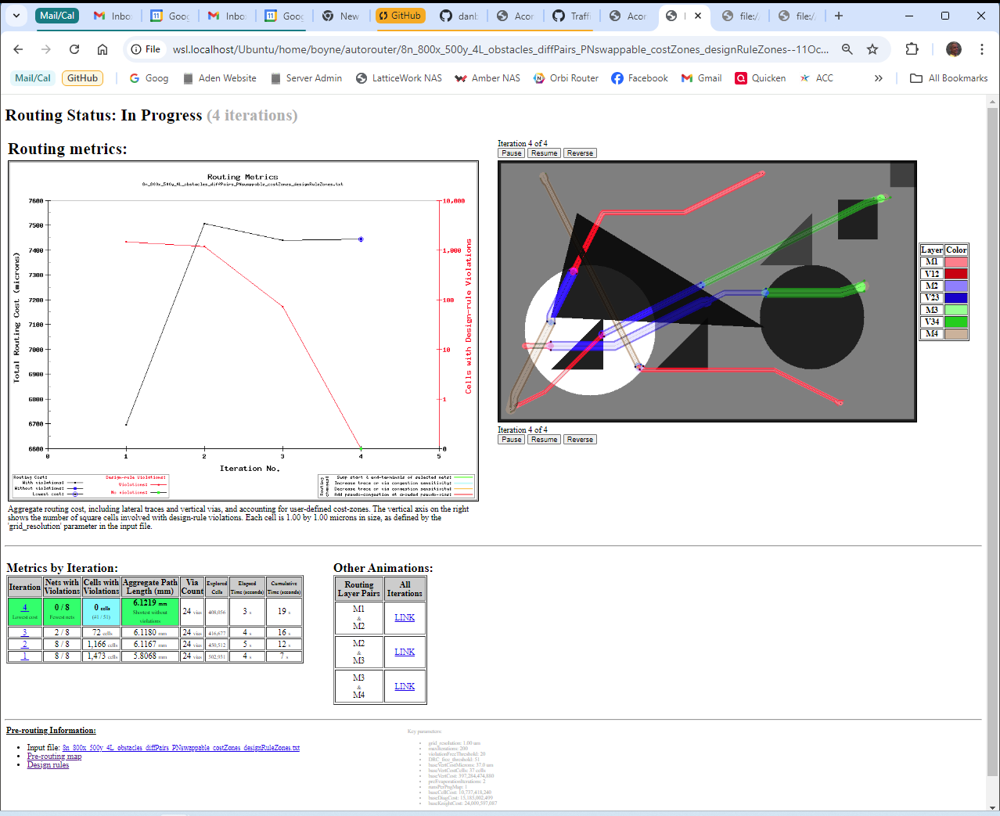 Mail/Cal
Inbo
Goog
Inbo
Goog
New
GitHub
danb
Acor
Traffi
Acor
file:/
file:/
File
wsl.localhost/Ubuntu/home/boyne/autorouter/8n_800x_500y_4L_obstacles_diffPairs_PNswappable_costZones_designRuleZones--11Oc...
Mail/Cal
GitHub
Goog
Aden Website
Server Admin
LatticeWork NAS
Amber NAS
Orbi Router
Facebook
Gmail
Quicken
ACC
All Bookmarks
Routing Status: In Progress (4 iterations)
Routing metrics:
Routing Metrics
8n_800x_500y_4L_obstacles_diffPairs_PNswappable_costZones_designRuleZones.txt
Total Routing Cost (microns)
7600
7500
7400
7300
7200
7100
7000
6900
6800
6700
6600
0 1 2 3 4 5
Iteration No.
10,000
1,000
100
10
1
0
Cells with Design-rule Violations
Routing Cost:
With violations:
Without violations:
Lowest cost:
Design-rule Violations:
Violations:
No violations:
Routing changes:
Swap start & end-terminals of selected nets:
Increase trace or via congestion sensitivity:
Decrease trace or via congestion sensitivity:
Add pseudo-congestion at crowded pseudo-vias:
Aggregate routing cost, including lateral traces and vertical vias, and accounting for user-defined cost-zones. The vertical axis on the right
shows the number of square cells involved with design-rule violations. Each cell is 1.00 by 1.00 microns in size, as defined by the
'grid_resolution' parameter in the input file.
Iteration 4 of 4
Pause Resume Reverse
Layer Color
M1
V12
M2
V23
M3
V34
M4
Iteration 4 of 4
Pause Resume Reverse
Metrics by Iteration:
Iteration | Nets with Violations | Cells with Violations | Aggregate Path Length (mm) | Via Count | Explored Cells | Elapsed Time (seconds) | Cumulative Time (seconds)
4 Lowest cost | 0 / 8 Fewest nets | 0 cells (41 / 51) | 6.1219 mm Shortest without violations | 24 vias | 408,056 | 3 s | 19 s
3 | 2 / 8 | 72 cells | 6.1180 mm | 24 vias | 416,677 | 4 s | 16 s
2 | 8 / 8 | 1,166 cells | 6.1167 mm | 24 vias | 450,512 | 5 s | 12 s
1 | 8 / 8 | 1,473 cells | 5.8068 mm | 24 vias | 502,931 | 4 s | 7 s
Other Animations:
Routing Layer Pairs | All Iterations
M1 & M2 | LINK
M2 & M3 | LINK
M3 & M4 | LINK
Pre-routing Information:
Input file: 8n_800x_500y_4L_obstacles_diffPairs_PNswappable_costZones_designRuleZones.txt
Pre-routing map
Design rules
Key parameters:
grid_resolution: 1.00 um
maxIterations: 200
violationFreeThreshold: 20
DRC_free_threshold: 51
baseVertCostMicrons: 37.0 um
baseVertCostCells: 37 cells
baseVertCost: 397,284,474,880
preEvaporationIterations: 2
numPerPngMap: 1
baseCellCost: 10,737,418,240
baseDiagCost: 15,185,002,499
baseKnightCost: 24,009,597,087